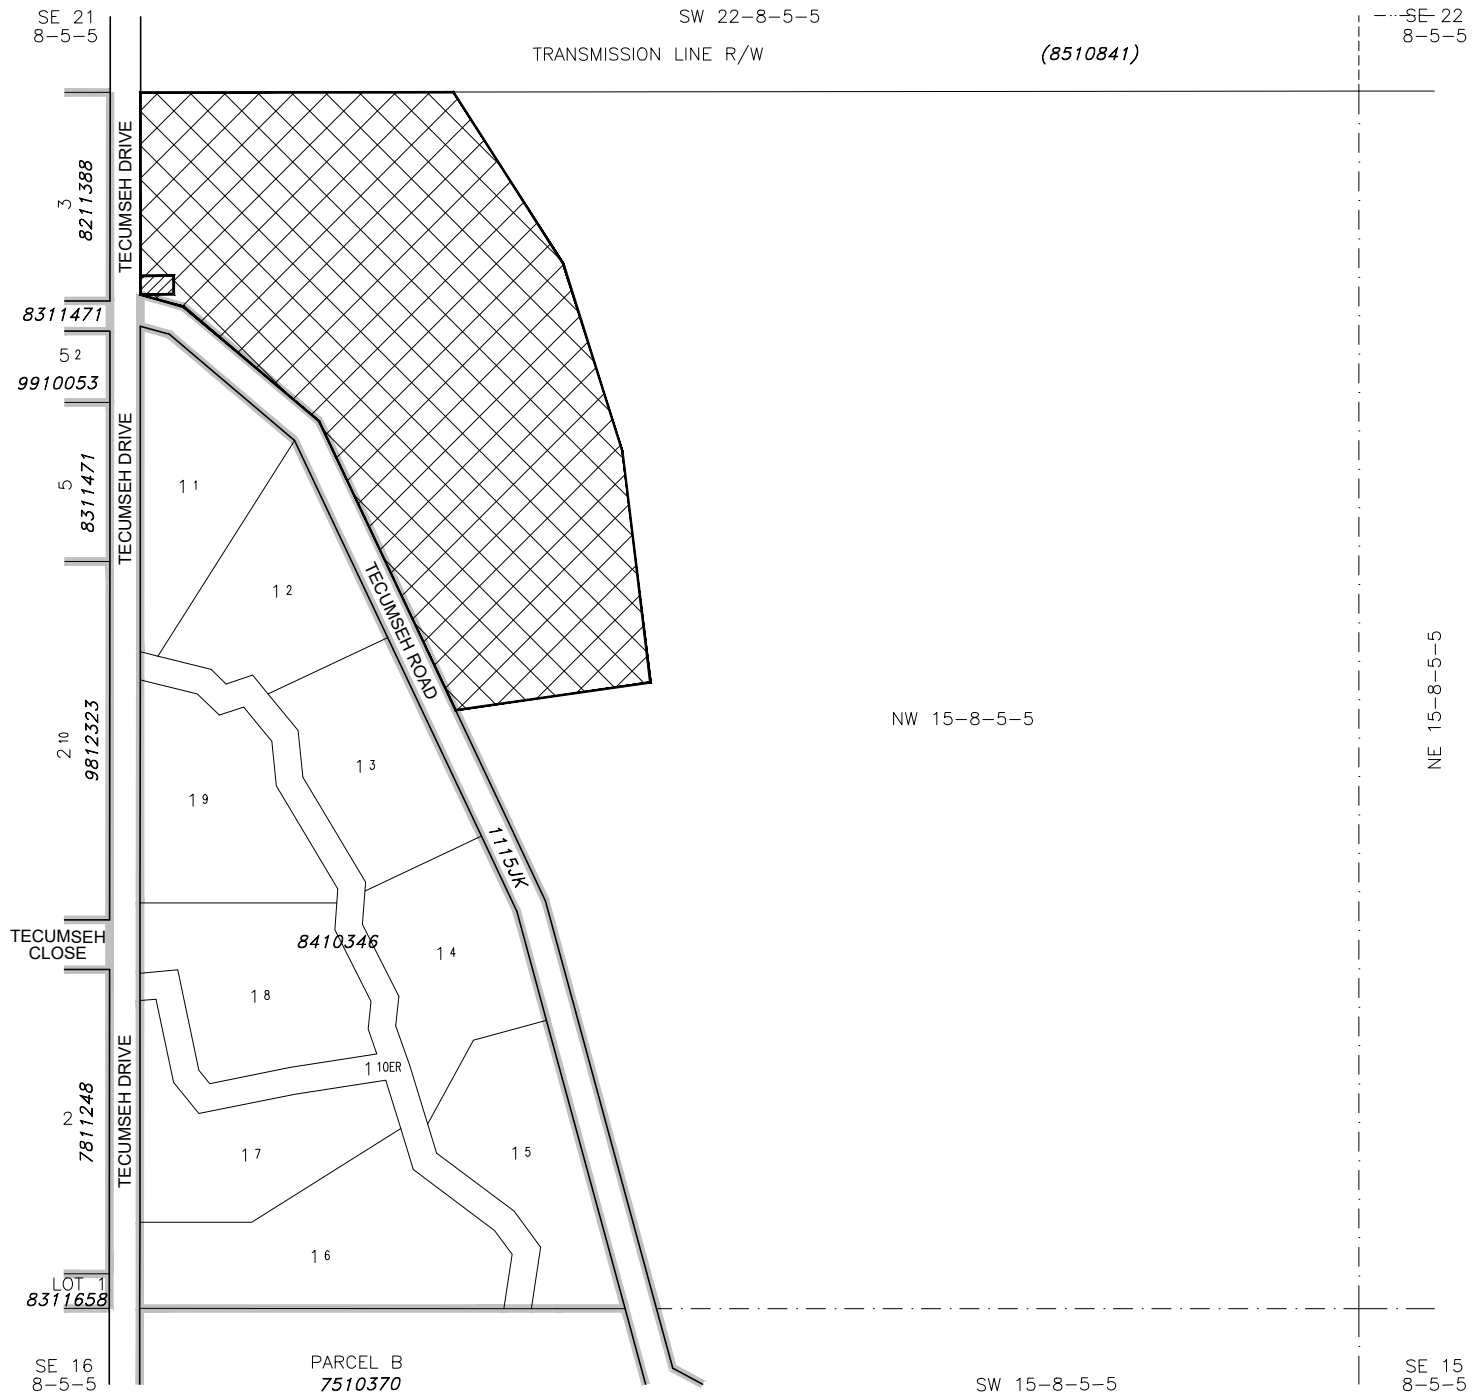 SE 21
8-5-5
SW 22-8-5-5
SE 22
8-5-5
TRANSMISSION LINE R/W
(8510841)
TECUMSEH DRIVE
3
8211388
8311471
5 2
9910053
TECUMSEH DRIVE
5
8311471
1 1
1 2
TECUMSEH ROAD
2 10
9812323
1 3
1 9
NW 15-8-5-5
NE 15-8-5-5
1115JK
TECUMSEH
CLOSE
8410346
1 4
1 8
1 10ER
TECUMSEH DRIVE
2
7811248
1 7
1 5
1 6
LOT 1
8311658
SE 16
8-5-5
PARCEL B
7510370
SW 15-8-5-5
SE 15
8-5-5